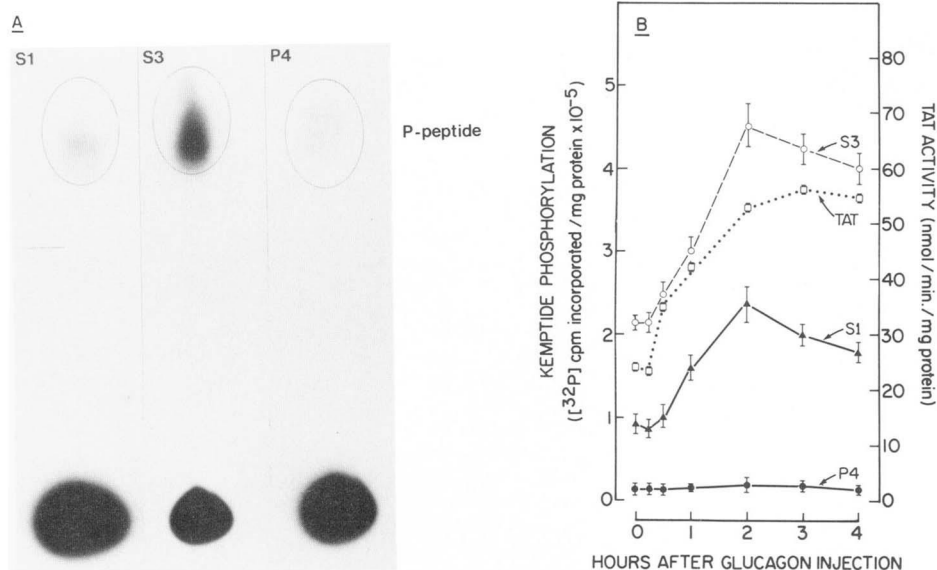 A
S1
S3
P4
P-peptide
B
KEMPTIDE PHOSPHORYLATION
([32P] cpm incorporated / mg protein x10-5)
5
4
3
2
1
0
80
70
60
50
40
30
20
10
0
TAT ACTIVITY (nmol/min./mg protein)
S3
TAT
S1
P4
0 1 2 3 4
HOURS AFTER GLUCAGON INJECTION